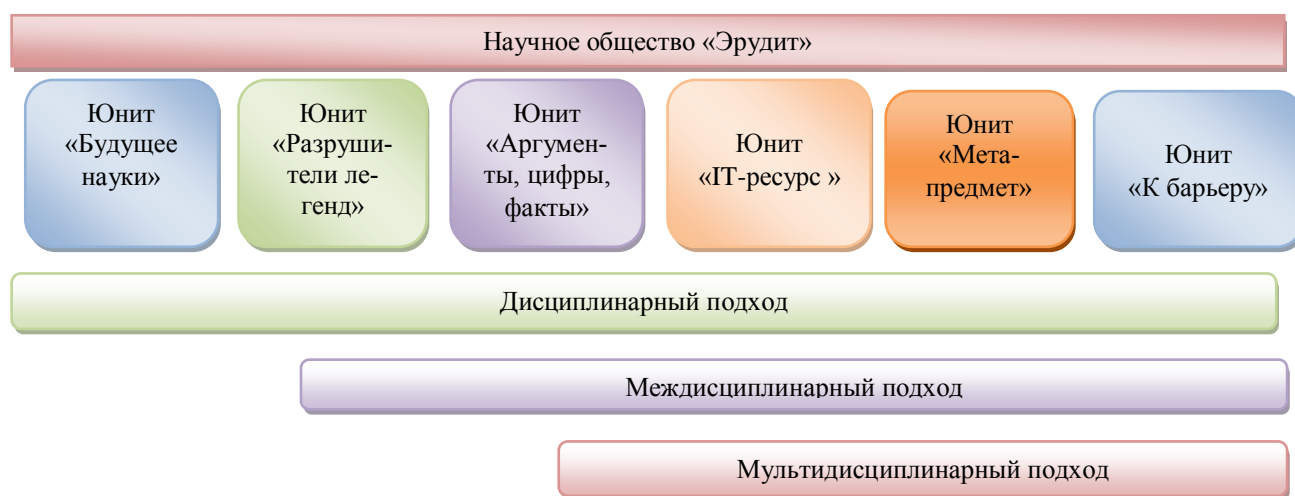 Научное общество «Эрудит»
Юнит
«Будущее
науки»
Юнит
«Разруши-
тели ле-
генд»
Юнит
«Аргумен-
ты, цифры,
факты»
Юнит
«IT-ресурс »
Юнит
«Мета-
предмет»
Юнит
«К барьеру»
Дисциплинарный подход
Междисциплинарный подход
Мультидисциплинарный подход